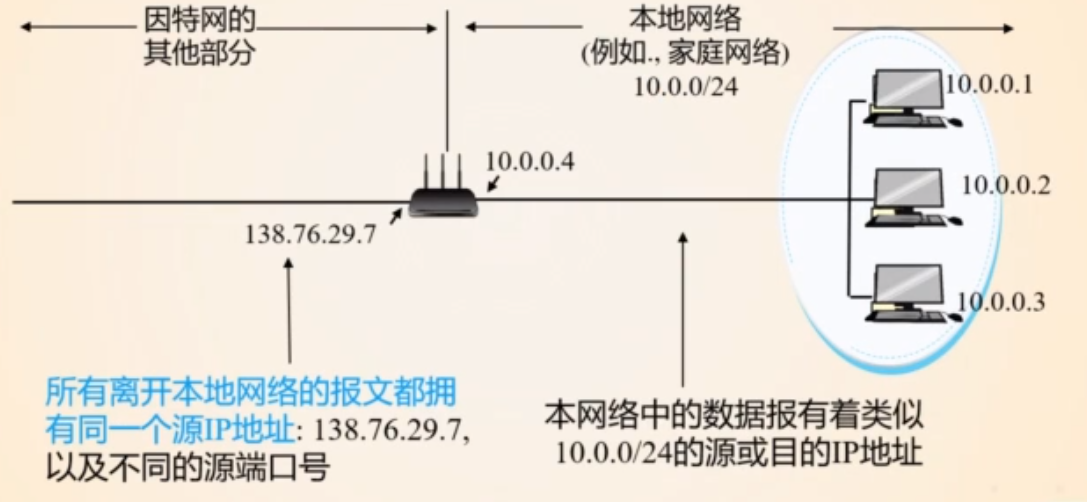 因特网的
其他部分
本地网络
(例如., 家庭网络)
10.0.0/24
10.0.0.1
10.0.0.4
10.0.0.2
138.76.29.7
10.0.0.3
所有离开本地网络的报文都拥
有同一个源IP地址: 138.76.29.7,
以及不同的源端口号
本网络中的数据报有着类似
10.0.0/24的源或目的IP地址